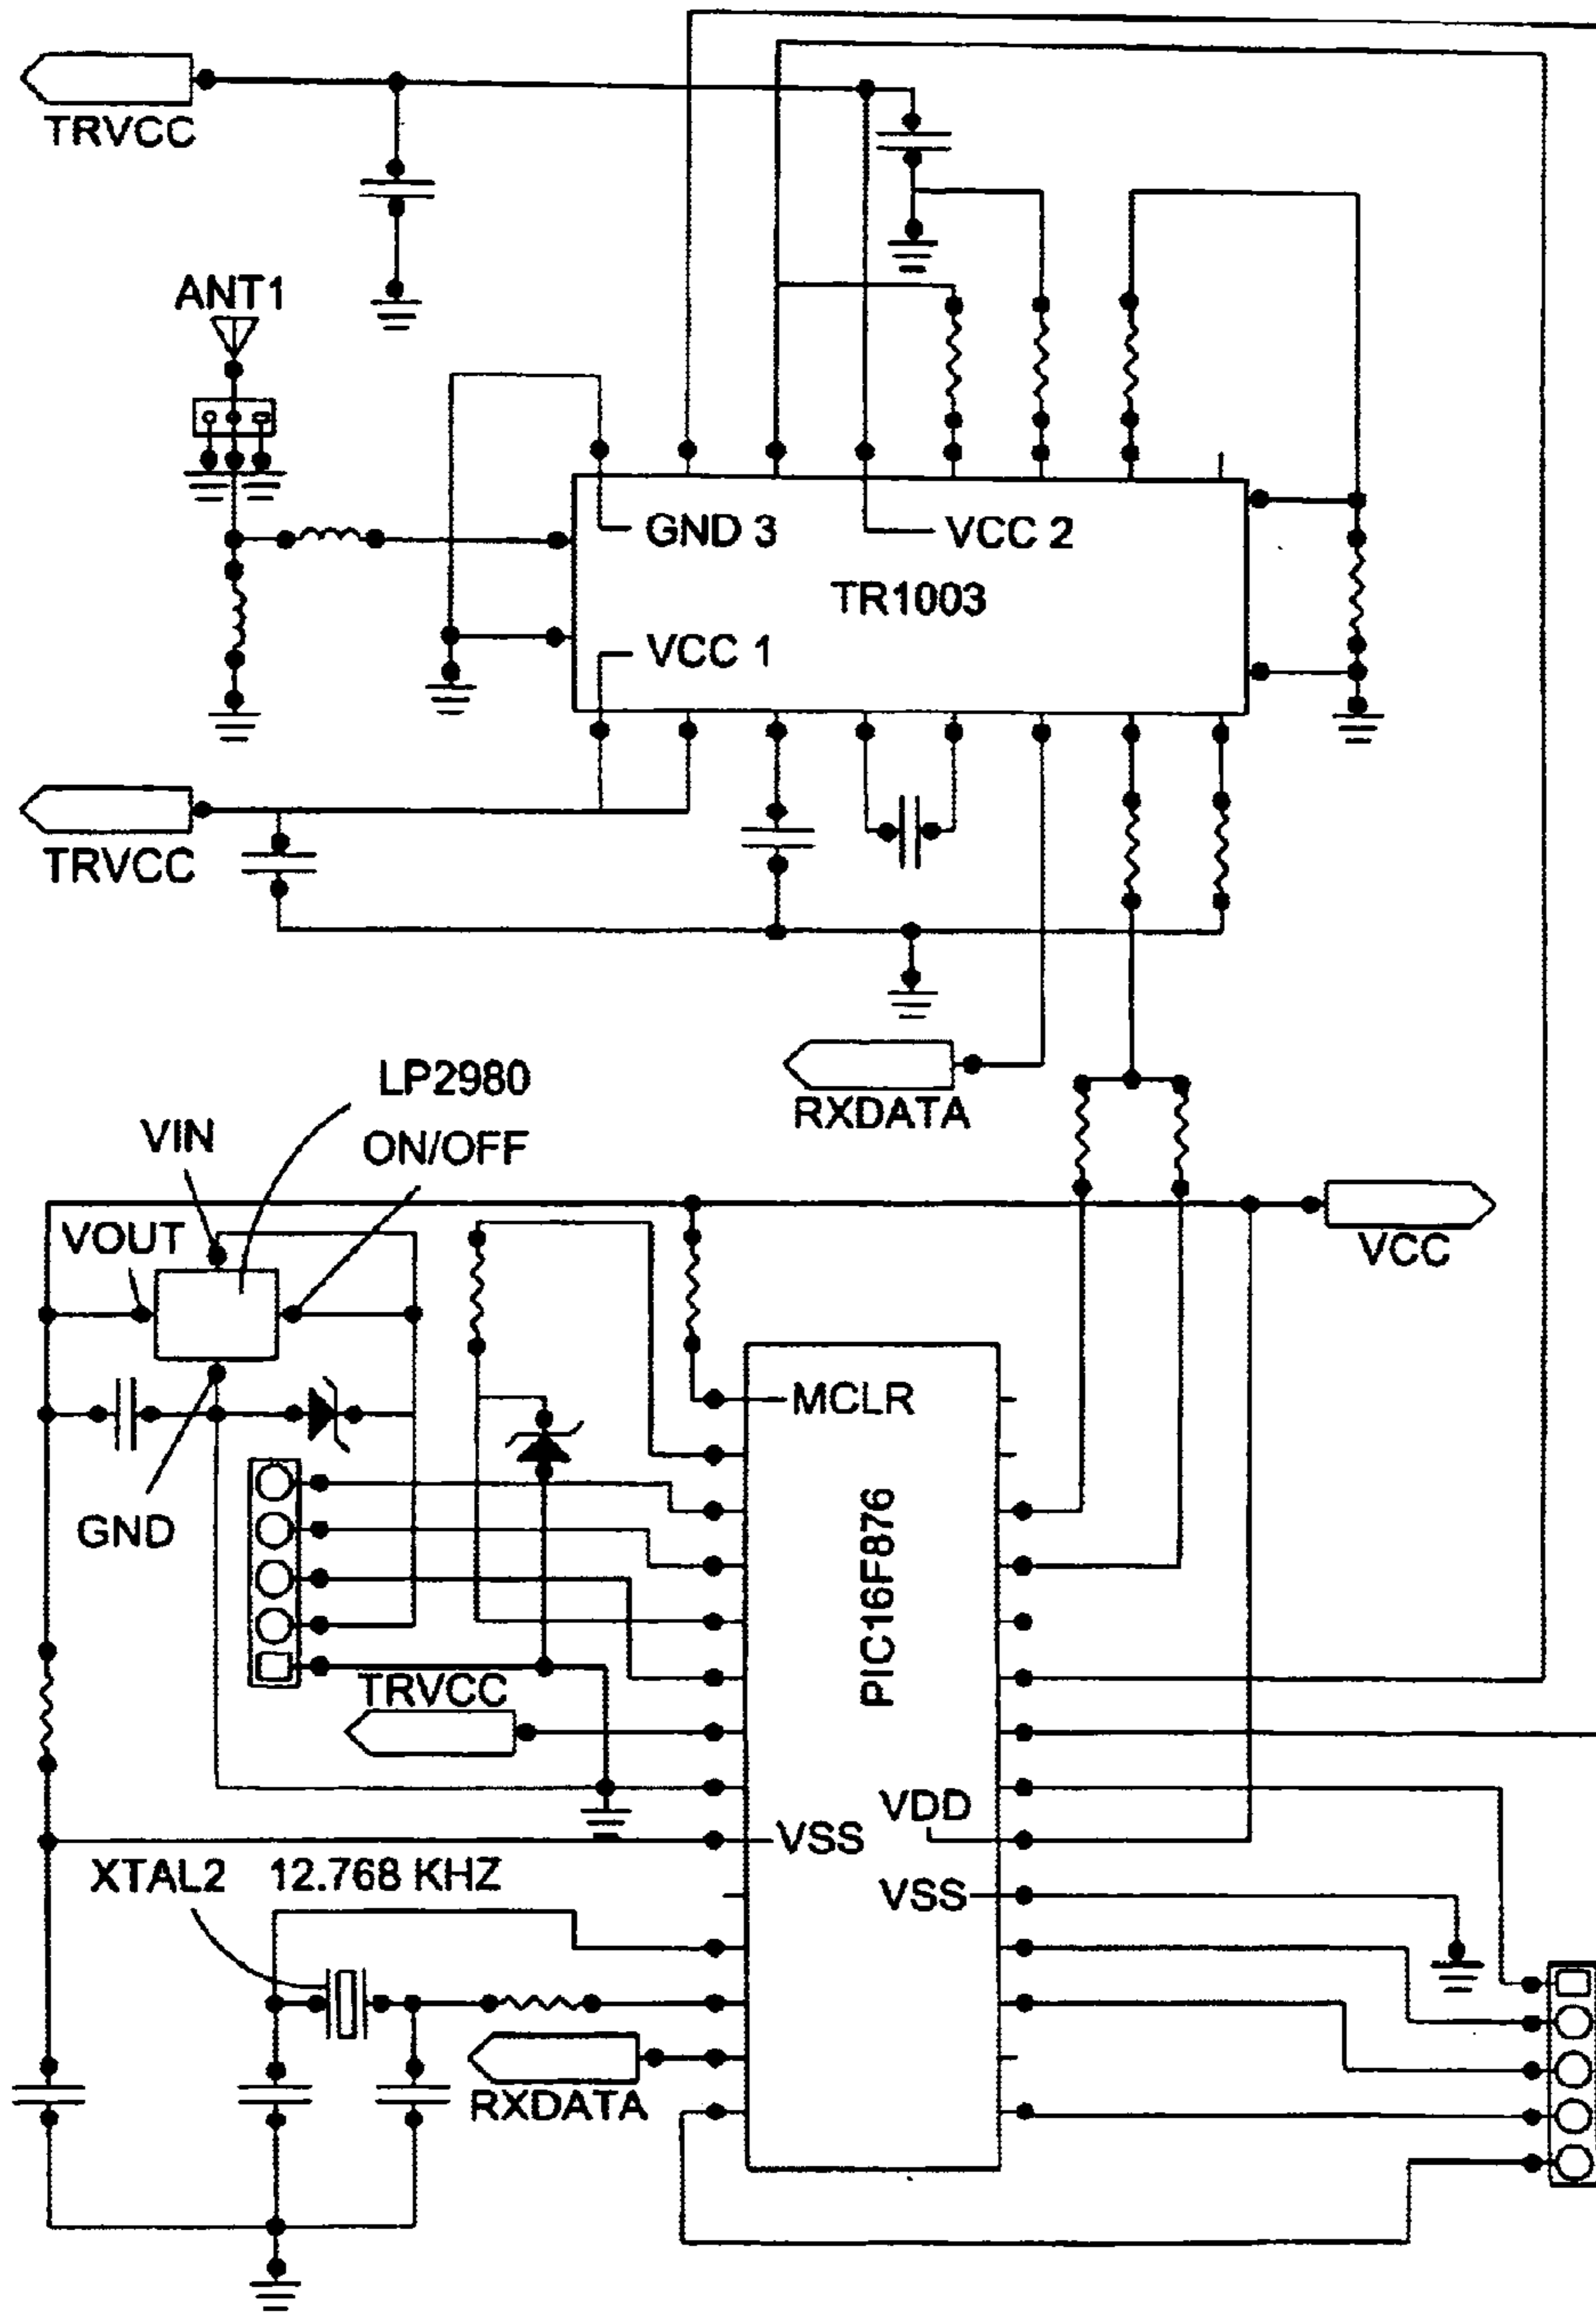 TRVCC
ANT1
GND 3
VCC 2
TR1003
VCC 1
TRVCC
RXDATA
LP2980
VIN
ON/OFF
VOUT
VCC
MCLR
GND
PIC16F876
TRVCC
VDD
VSS
XTAL2 12.768 KHZ
VSS
RXDATA